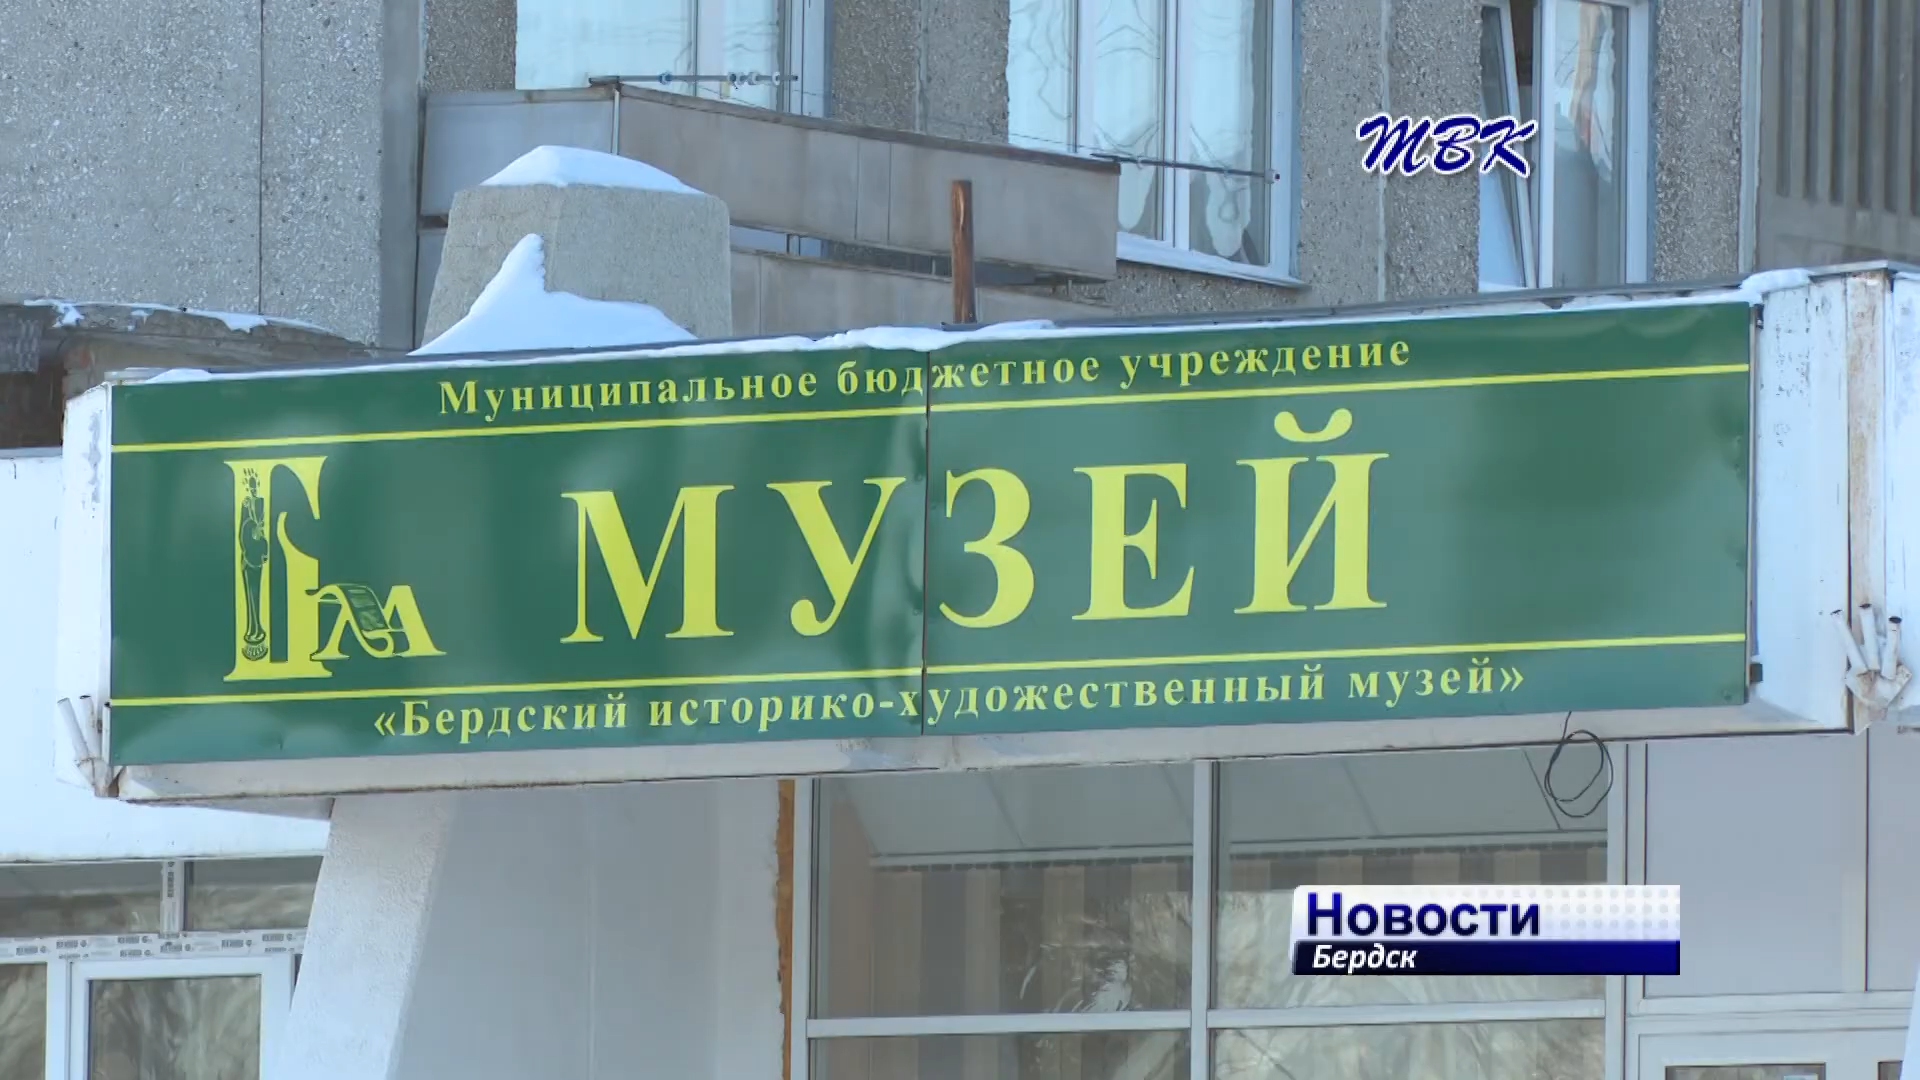 ТВК
Муниципальное бюджетное учреждение
МУЗЕЙ
«Бердский историко-художественный музей»
Новости
Бердск